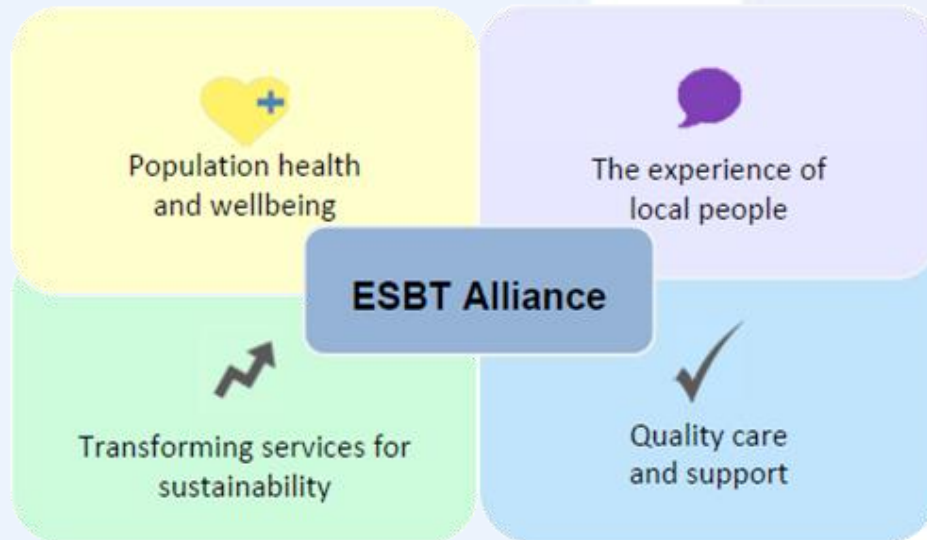 Population health
and wellbeing
The experience of
local people
ESBT Alliance
Transforming services for
sustainability
Quality care
and support